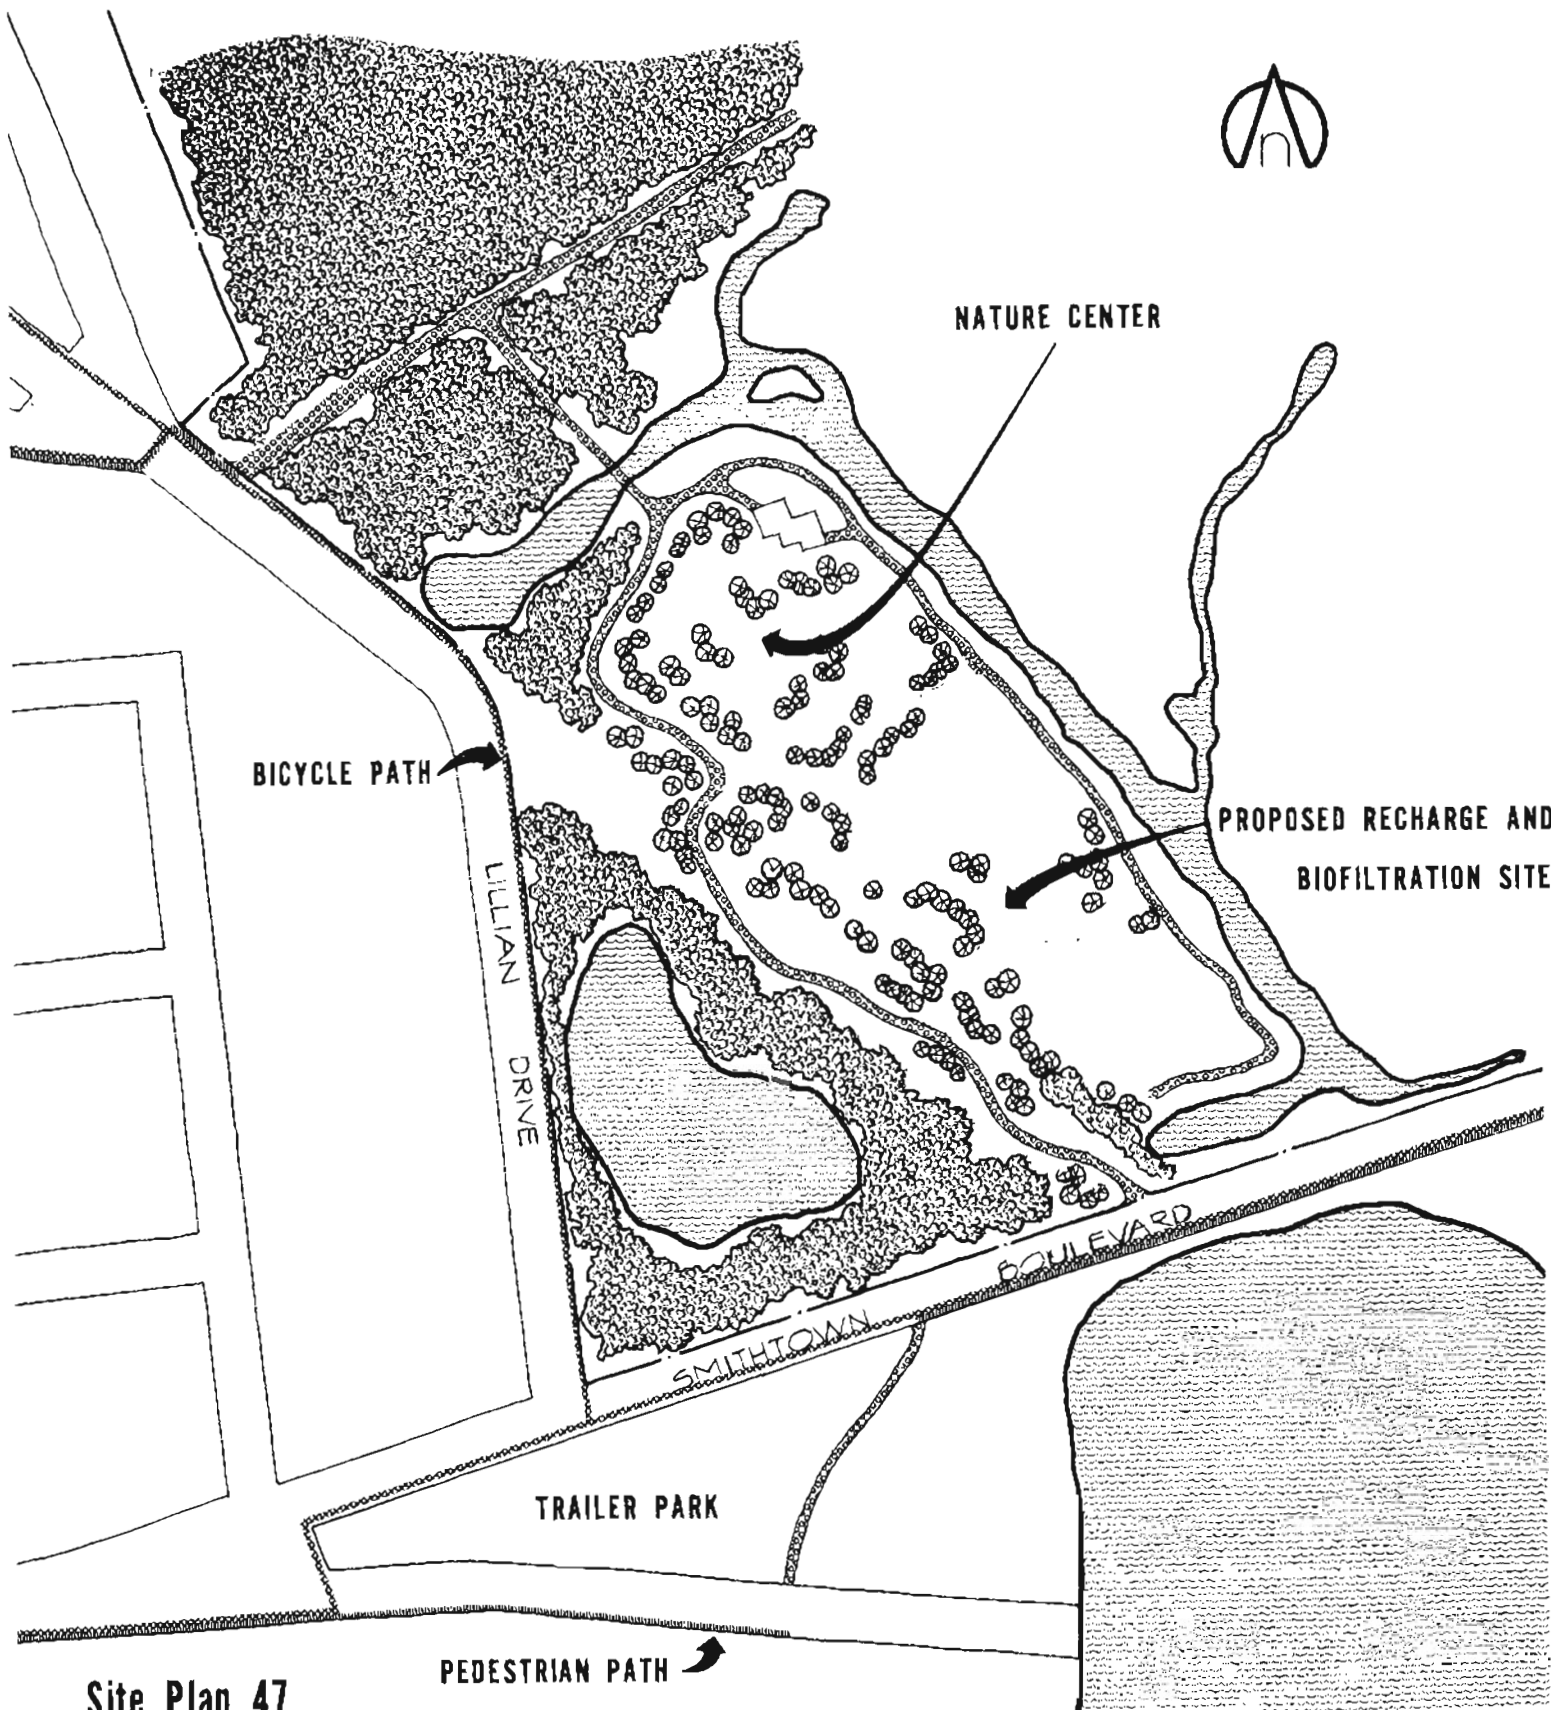 NATURE CENTER
BICYCLE PATH
PROPOSED RECHARGE AND
BIOFILTRATION SITE
LILLIAN DRIVE
SMITHTOWN BOULEVARD
TRAILER PARK
PEDESTRIAN PATH
Site Plan 47